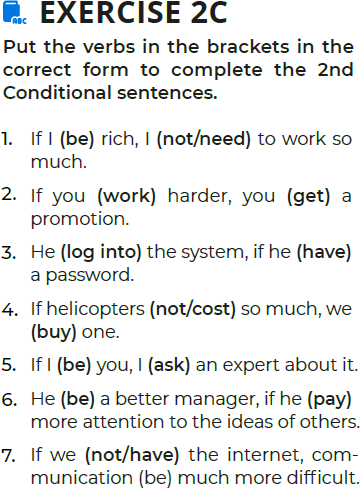 ABC EXERCISE 2C
Put the verbs in the brackets in the
correct form to complete the 2nd
Conditional sentences.
1. If I (be) rich, I (not/need) to work so
much.
2. If you (work) harder, you (get) a
promotion.
3. He (log into) the system, if he (have)
a password.
4. If helicopters (not/cost) so much, we
(buy) one.
5. If I (be) you, I (ask) an expert about it.
6. He (be) a better manager, if he (pay)
more attention to the ideas of others.
7. If we (not/have) the internet, com-
munication (be) much more difficult.